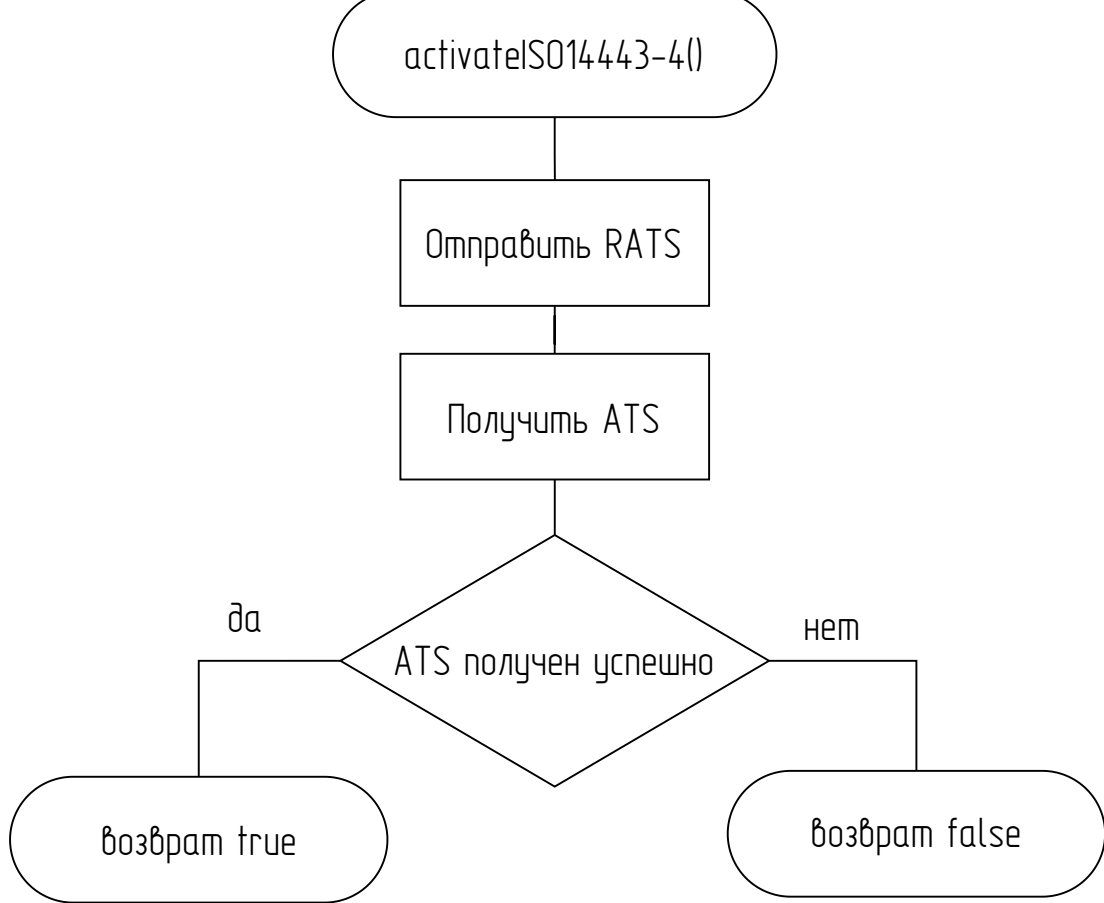 activateISO14443-4()
Отправить RATS
Получить ATS
да
нет
ATS получен успешно
возврат true
возврат false